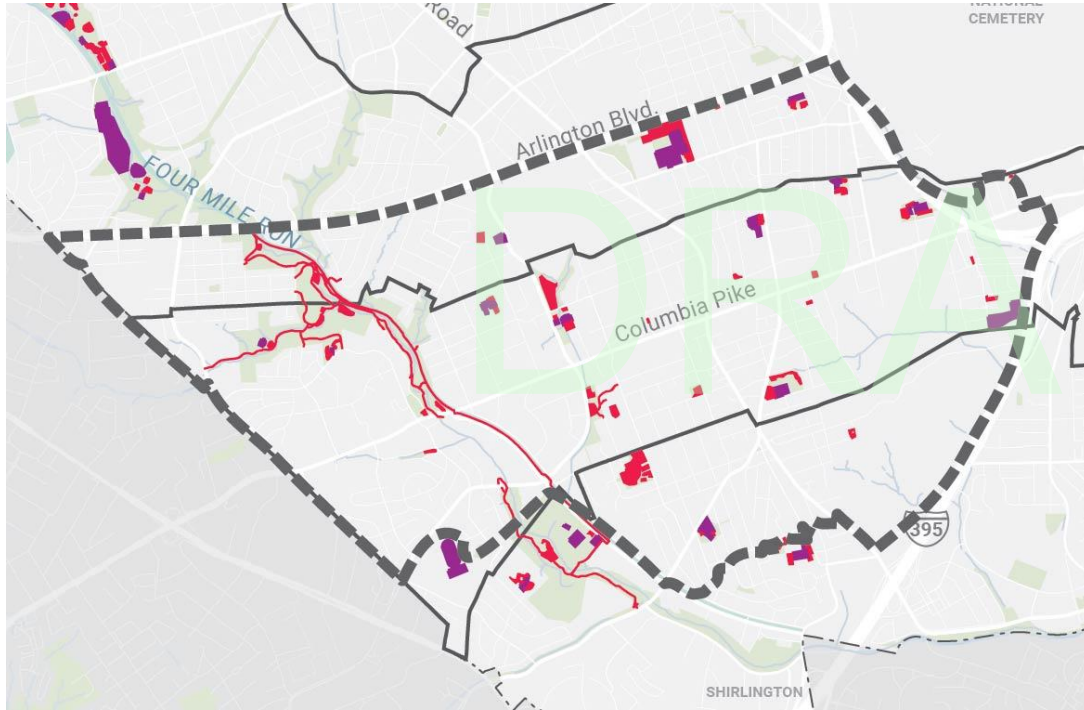 Road
NATIONAL
CEMETERY
Arlington Blvd.
FOUR MILE RUN
DRA
Columbia Pike
395
SHIRLINGTON